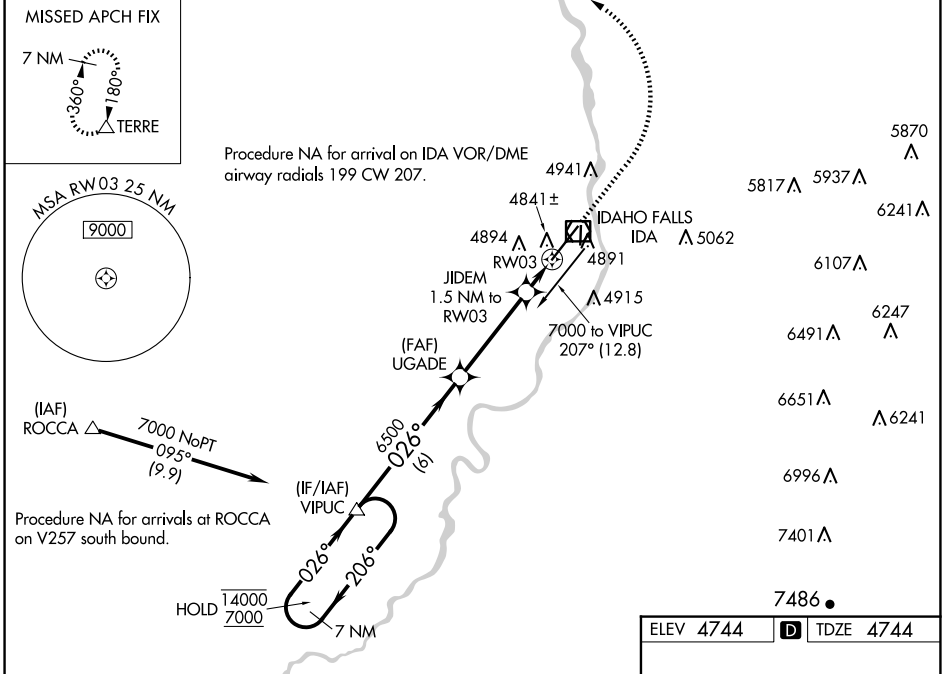 MISSED APCH FIX
7 NM
360°
180°
TERRE
Procedure NA for arrival on IDA VOR/DME
airway radials 199 CW 207.
MSA RW03 25 NM
9000
4941
4841±
IDAHO FALLS
IDA
5062
4894
RW03
4891
JIDEM
1.5 NM to
RW03
4915
7000 to VIPUC
207° (12.8)
(FAF)
UGADE
5870
5817
5937
6241
6107
6247
6491
6651
6241
6996
7401
7486
(IAF)
ROCCA
7000 NoPT
095°
(9.9)
6500
026°
(6)
(IF/IAF)
VIPUC
Procedure NA for arrivals at ROCCA
on V257 south bound.
026°
206°
HOLD
14000
7000
7 NM
ELEV 4744
D
TDZE 4744